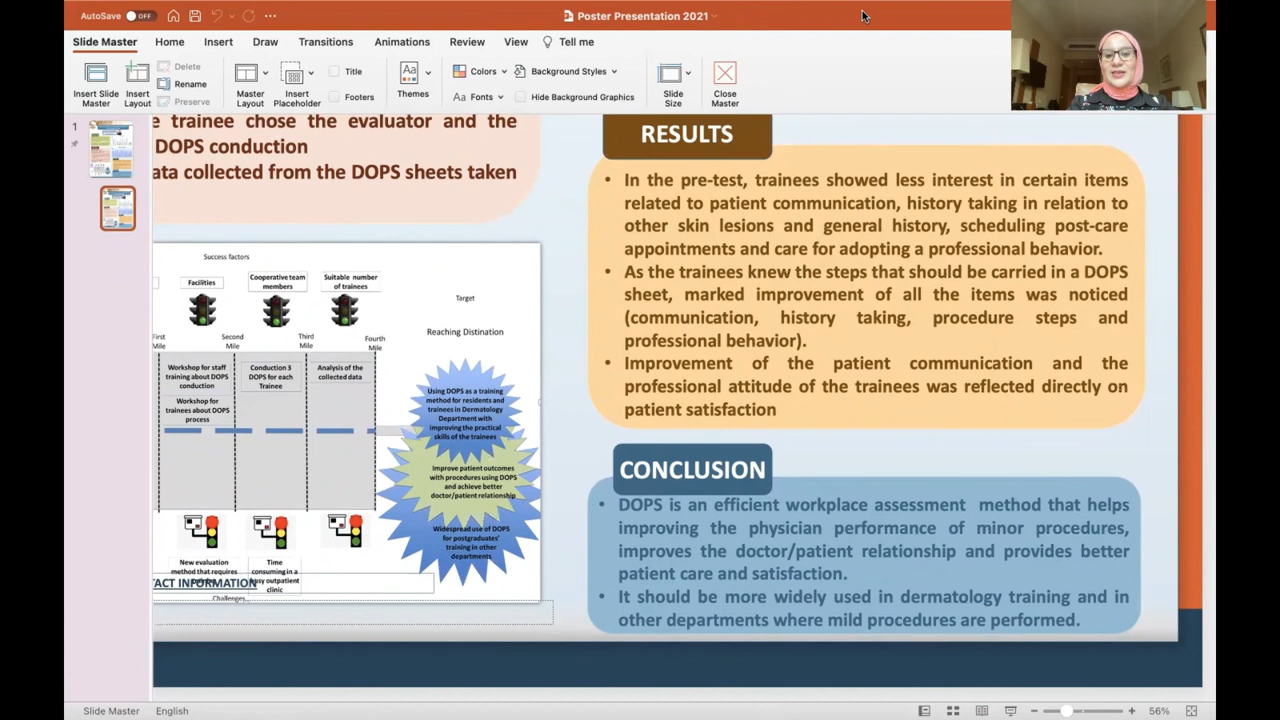 AutoSave OFF
Poster Presentation 2021
Slide Master Home Insert Draw Transitions Animations Review View Tell me
Insert Slide Master
Insert Layout
Delete
Rename
Preserve
Master Layout
Insert Placeholder
Title
Footers
Themes
Colors
Fonts
Background Styles
Hide Background Graphics
Slide Size
Close Master
1
e trainee chose the evaluator and the
DOPS conduction
ata collected from the DOPS sheets taken
Success factors
Facilities
Cooperative team
members
Suitable number
of trainees
Target
Reaching Distination
First
Mile
Second
Mile
Third
Mile
Fourth
Mile
Workshop for staff
training about DOPS
conduction
Workshop for
trainees about DOPS
process
Conduction 3
DOPS for each
Trainee
Analysis of the
collected data
Using DOPS as a training
method for residents and
trainees in Dermatology
Department with
improving the practical
skills of the trainees
Improve patient outcomes
with procedures using DOPS
and achieve better
doctor/patient relationship
Widespread use of DOPS
for postgraduates'
training in other
departments
New evaluation
method that requires
Time
consuming in a
busy outpatient
clinic
TACT INFORMATION
Challenges
RESULTS
• In the pre-test, trainees showed less interest in certain items
related to patient communication, history taking in relation to
other skin lesions and general history, scheduling post-care
appointments and care for adopting a professional behavior.
• As the trainees knew the steps that should be carried in a DOPS
sheet, marked improvement of all the items was noticed
(communication, history taking, procedure steps and
professional behavior).
• Improvement of the patient communication and the
professional attitude of the trainees was reflected directly on
patient satisfaction
CONCLUSION
• DOPS is an efficient workplace assessment method that helps
improving the physician performance of minor procedures,
improves the doctor/patient relationship and provides better
patient care and satisfaction.
• It should be more widely used in dermatology training and in
other departments where mild procedures are performed.
Slide Master English
56%